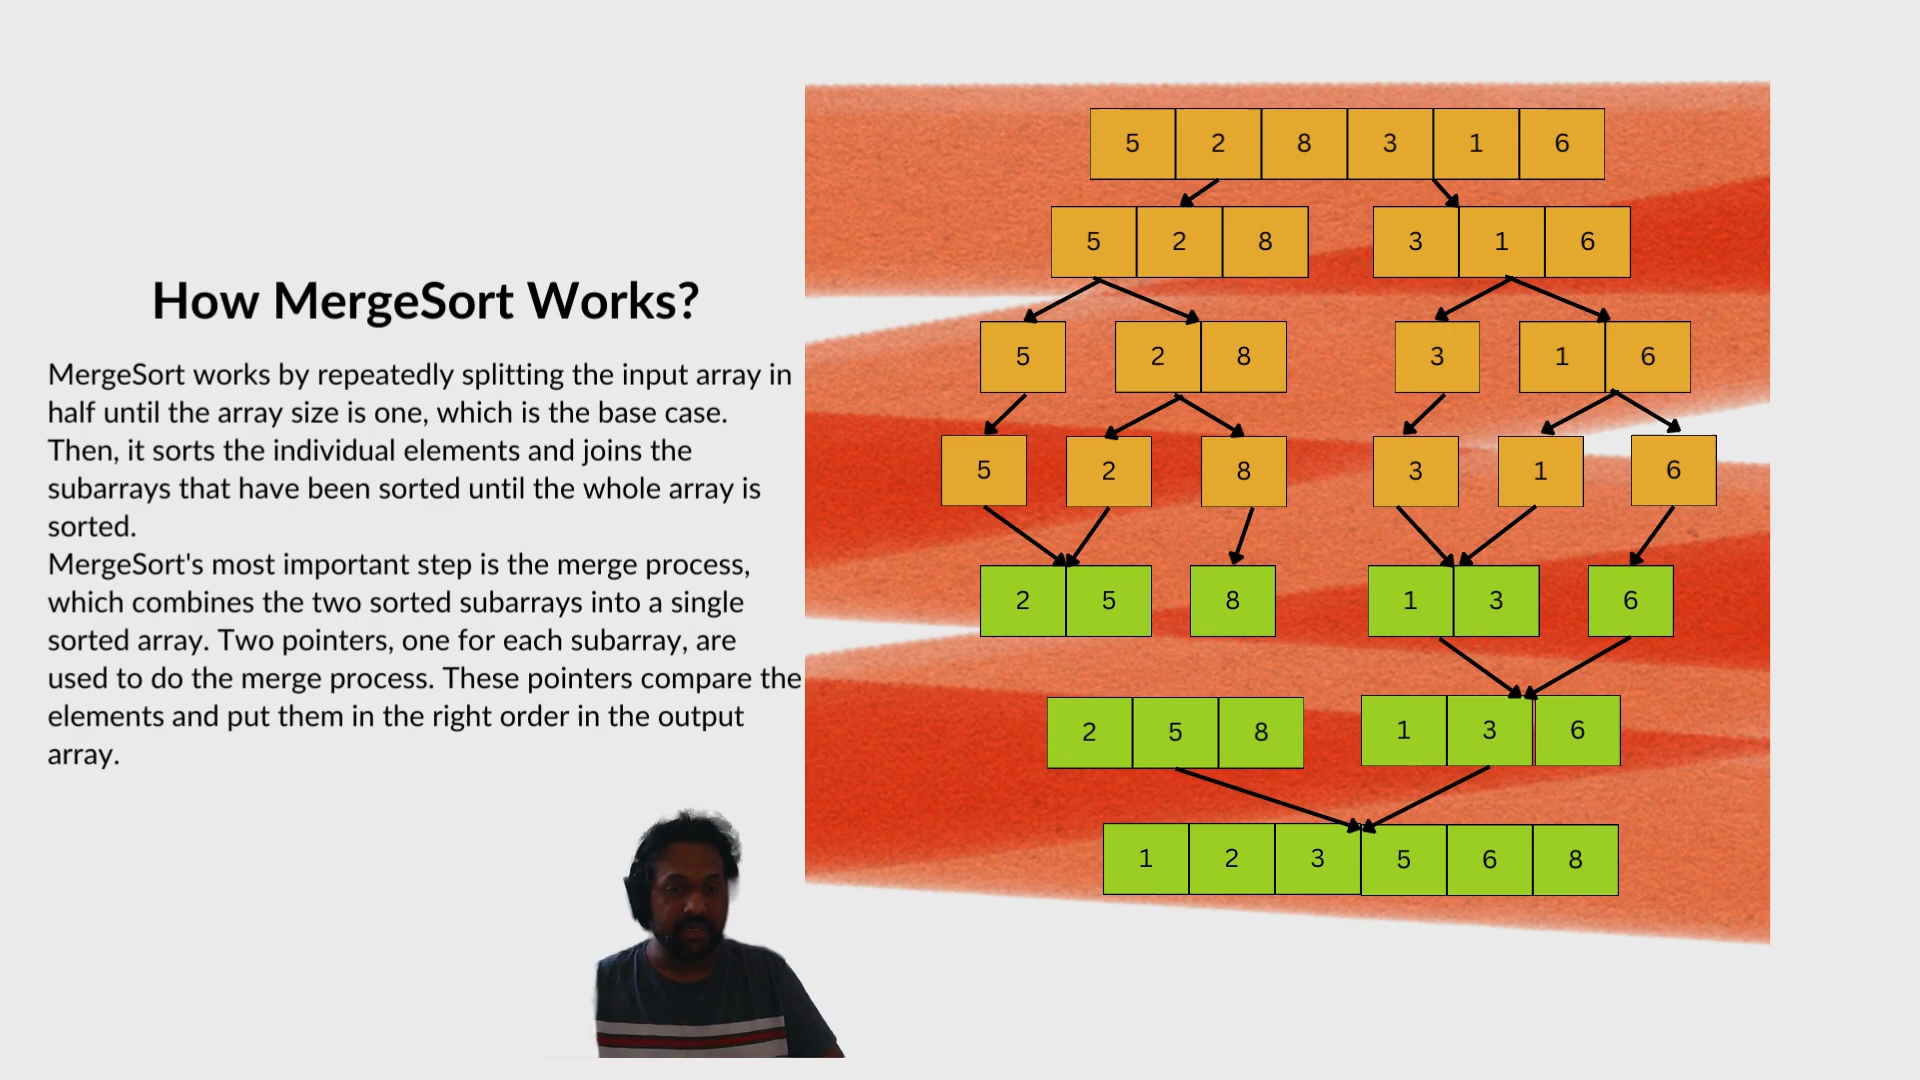 How MergeSort Works?
MergeSort works by repeatedly splitting the input array in
half until the array size is one, which is the base case.
Then, it sorts the individual elements and joins the
subarrays that have been sorted until the whole array is
sorted.
MergeSort's most important step is the merge process,
which combines the two sorted subarrays into a single
sorted array. Two pointers, one for each subarray, are
used to do the merge process. These pointers compare the
elements and put them in the right order in the output
array.
5 2 8 3 1 6
5 2 8 3 1 6
5 2 8 3 1 6
5 2 8 3 1 6
2 5 8 1 3 6
2 5 8 1 3 6
1 2 3 5 6 8